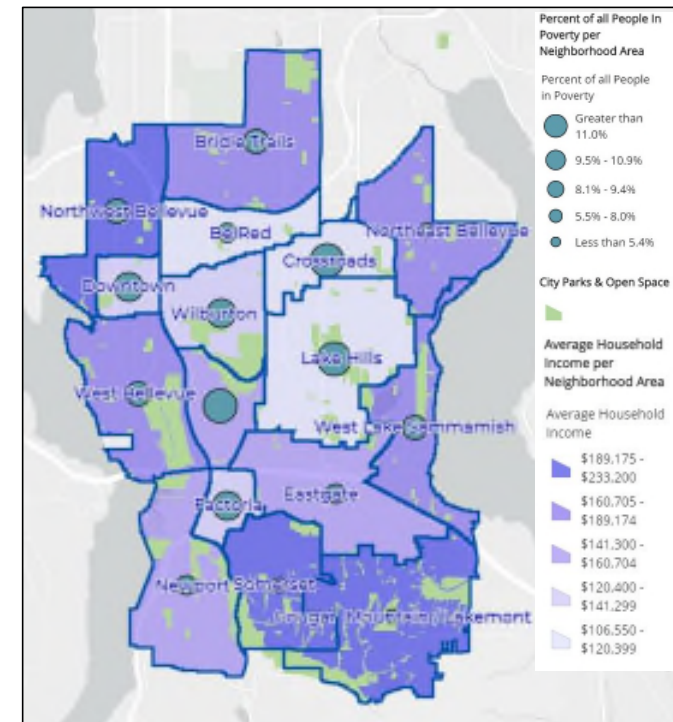 Percent of all People In
Poverty per
Neighborhood Area
Percent of all People
in Poverty
Greater than
11.0%
9.5% - 10.9%
8.1% - 9.4%
5.5% - 8.0%
Less than 5.4%
City Parks & Open Space
Average Household
Income per
Neighborhood Area
Average Household
Income
$189,175 -
$233,200
$160,705 -
$189,174
$141,300 -
$160,704
$120,400 -
$141,299
$106,550 -
$120,399
Bridle Trails
Northwest Bellevue
BelRed
Northeast Bellevue
Crossroads
Downtown
Wilburton
Lake Hills
West Bellevue
West Lake Sammamish
Factoria
Eastgate
Newport
Somerset
Cougar Mountain / Lakemont